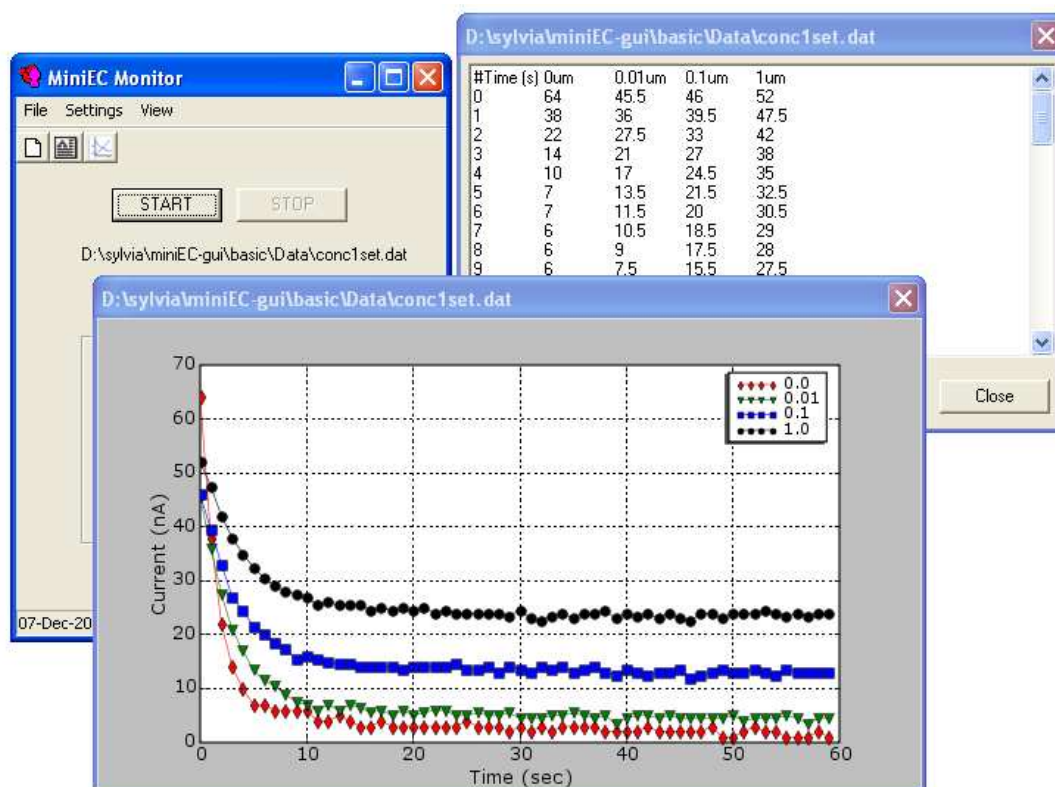 D:\sylvia\miniEC-gui\basic\Data\conc1set.dat
MiniEC Monitor
File Settings View
START STOP
D:\sylvia\miniEC-gui\basic\Data\conc1set.dat
07-Dec-20
#Time (s) 0um 0.01um 0.1um 1um
0 64 45.5 46 52
1 38 36 39.5 47.5
2 22 27.5 33 42
3 14 21 27 38
4 10 17 24.5 35
5 7 13.5 21.5 32.5
6 7 11.5 20 30.5
7 6 10.5 18.5 29
8 6 9 17.5 28
9 6 7.5 15.5 27.5
Close
D:\sylvia\miniEC-gui\basic\Data\conc1set.dat
70
60
50
40
30
20
10
0
Current (nA)
0.0
0.01
0.1
1.0
0 10 20 30 40 50 60
Time (sec)